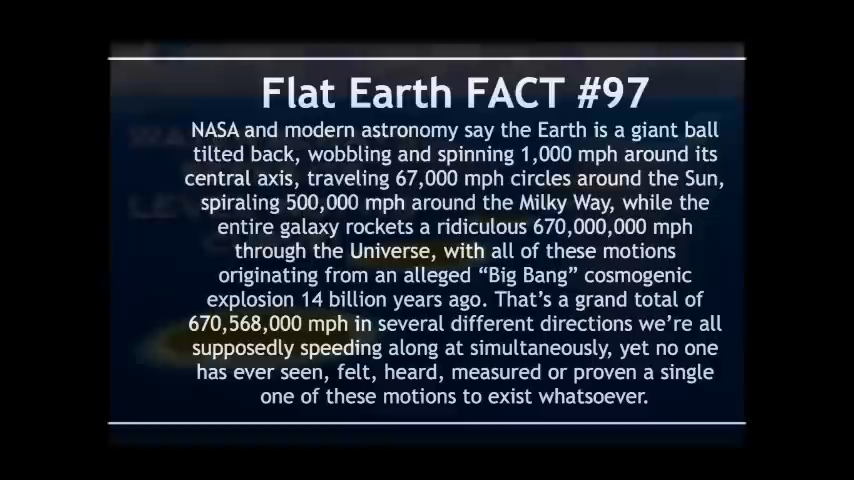 Flat Earth FACT #97
NASA and modern astronomy say the Earth is a giant ball
tilted back, wobbling and spinning 1,000 mph around its
central axis, traveling 67,000 mph circles around the Sun,
spiraling 500,000 mph around the Milky Way, while the
entire galaxy rockets a ridiculous 670,000,000 mph
through the Universe, with all of these motions
originating from an alleged “Big Bang” cosmogenic
explosion 14 billion years ago. That’s a grand total of
670,568,000 mph in several different directions we’re all
supposedly speeding along at simultaneously, yet no one
has ever seen, felt, heard, measured or proven a single
one of these motions to exist whatsoever.